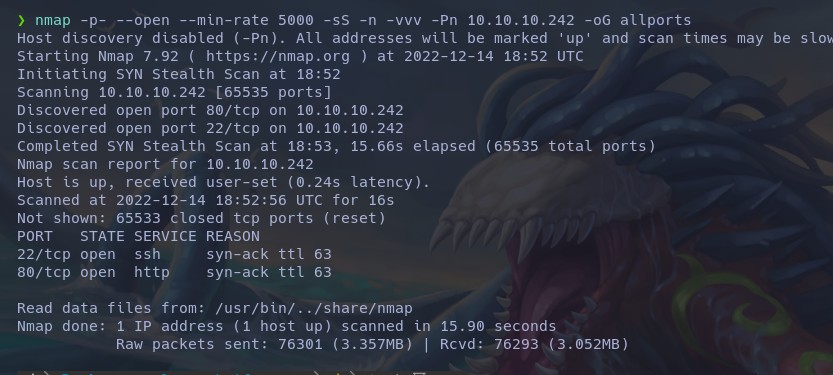 ❯ nmap -p- --open --min-rate 5000 -sS -n -vvv -Pn 10.10.10.242 -oG allports
Host discovery disabled (-Pn). All addresses will be marked 'up' and scan times may be slow
Starting Nmap 7.92 ( https://nmap.org ) at 2022-12-14 18:52 UTC
Initiating SYN Stealth Scan at 18:52
Scanning 10.10.10.242 [65535 ports]
Discovered open port 80/tcp on 10.10.10.242
Discovered open port 22/tcp on 10.10.10.242
Completed SYN Stealth Scan at 18:53, 15.66s elapsed (65535 total ports)
Nmap scan report for 10.10.10.242
Host is up, received user-set (0.24s latency).
Scanned at 2022-12-14 18:52:56 UTC for 16s
Not shown: 65533 closed tcp ports (reset)
PORT   STATE SERVICE REASON
22/tcp open  ssh     syn-ack ttl 63
80/tcp open  http    syn-ack ttl 63
Read data files from: /usr/bin/../share/nmap
Nmap done: 1 IP address (1 host up) scanned in 15.90 seconds
           Raw packets sent: 76301 (3.357MB) | Rcvd: 76293 (3.052MB)